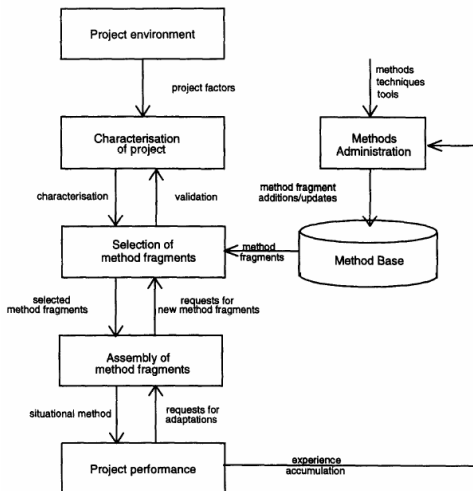 Project environment
project factors
methods
techniques
tools
Characterisation
of project
Methods
Administration
characterisation
validation
method fragment
additions/updates
Selection of
method fragments
method
fragments
Method Base
selected
method fragments
requests for
new method fragments
Assembly of
method fragments
situational method
requests for
adaptations
Project performance
experience
accumulation